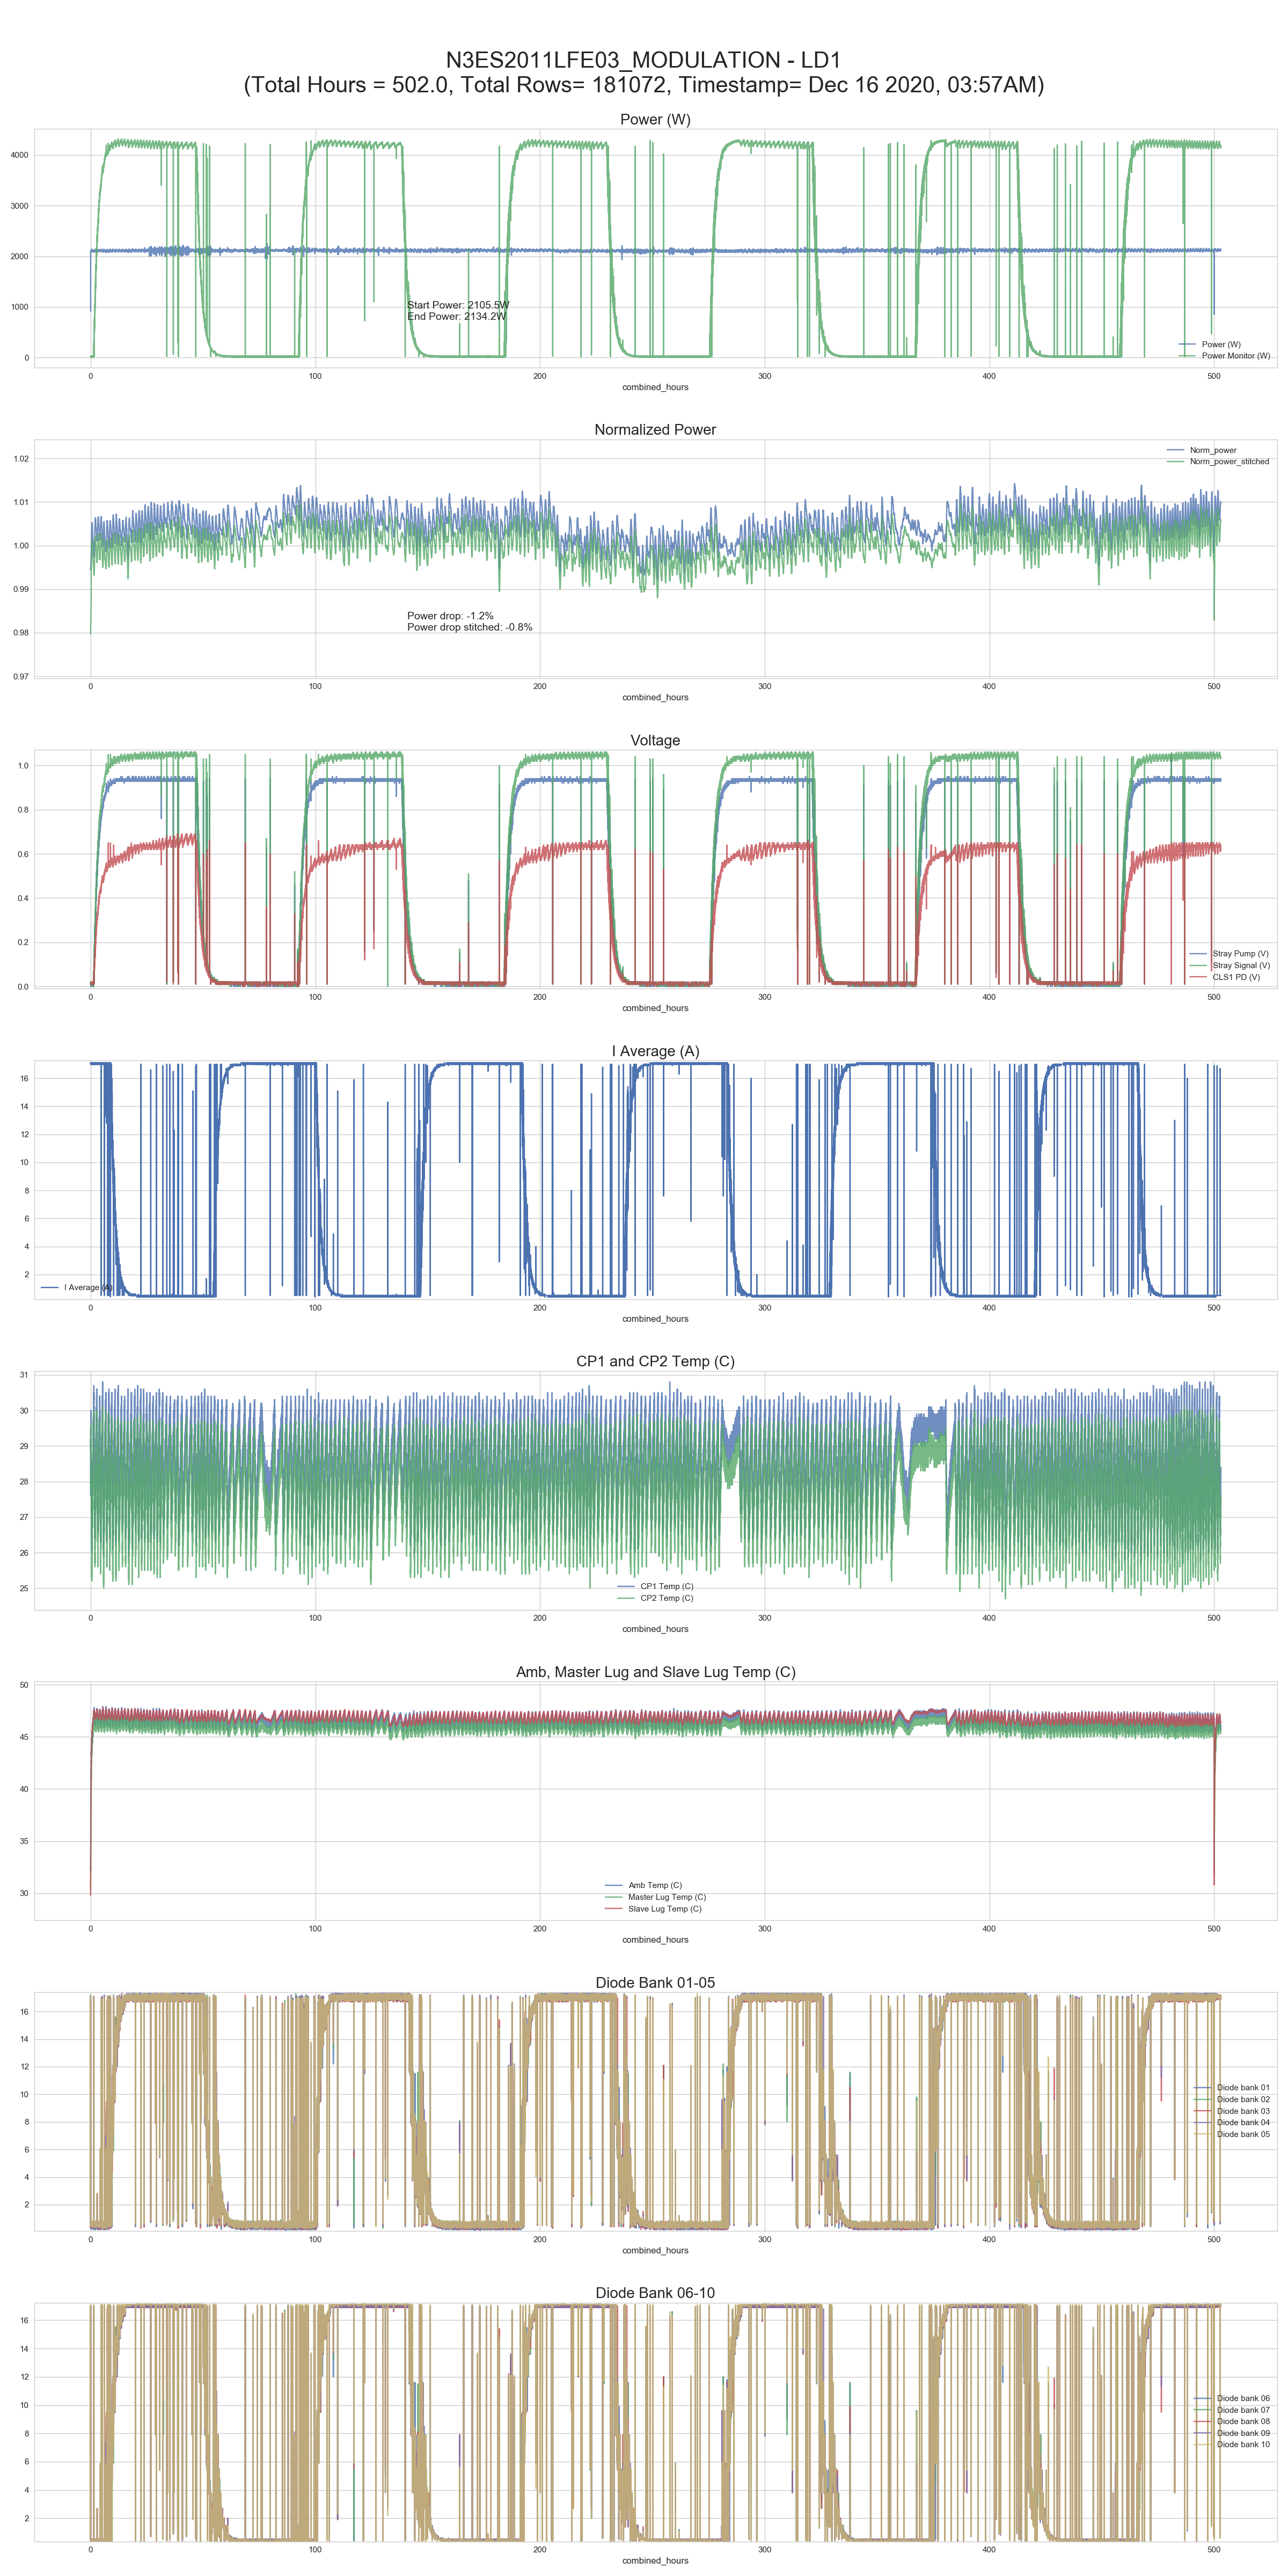 N3ES2011LFE03_MODULATION - LD1
(Total Hours = 502.0, Total Rows= 181072, Timestamp= Dec 16 2020, 03:57AM)
Power (W)
4000
3000
2000
1000
0
Start Power: 2105.5W
End Power: 2134.2W
Power (W)
Power Monitor (W)
0 100 200 300 400 500
combined_hours
Normalized Power
1.02
1.01
1.00
0.99
0.98
0.97
Norm_power
Norm_power_stitched
Power drop: -1.2%
Power drop stitched: -0.8%
0 100 200 300 400 500
combined_hours
Voltage
1.0
0.8
0.6
0.4
0.2
0.0
Stray Pump (V)
Stray Signal (V)
CLS1 PD (V)
0 100 200 300 400 500
combined_hours
I Average (A)
16
14
12
10
8
6
4
2
I Average (A)
0 100 200 300 400 500
combined_hours
CP1 and CP2 Temp (C)
31
30
29
28
27
26
25
CP1 Temp (C)
CP2 Temp (C)
0 100 200 300 400 500
combined_hours
Amb, Master Lug and Slave Lug Temp (C)
50
45
40
35
30
Amb Temp (C)
Master Lug Temp (C)
Slave Lug Temp (C)
0 100 200 300 400 500
combined_hours
Diode Bank 01-05
16
14
12
10
8
6
4
2
Diode bank 01
Diode bank 02
Diode bank 03
Diode bank 04
Diode bank 05
0 100 200 300 400 500
combined_hours
Diode Bank 06-10
16
14
12
10
8
6
4
2
Diode bank 06
Diode bank 07
Diode bank 08
Diode bank 09
Diode bank 10
0 100 200 300 400 500
combined_hours